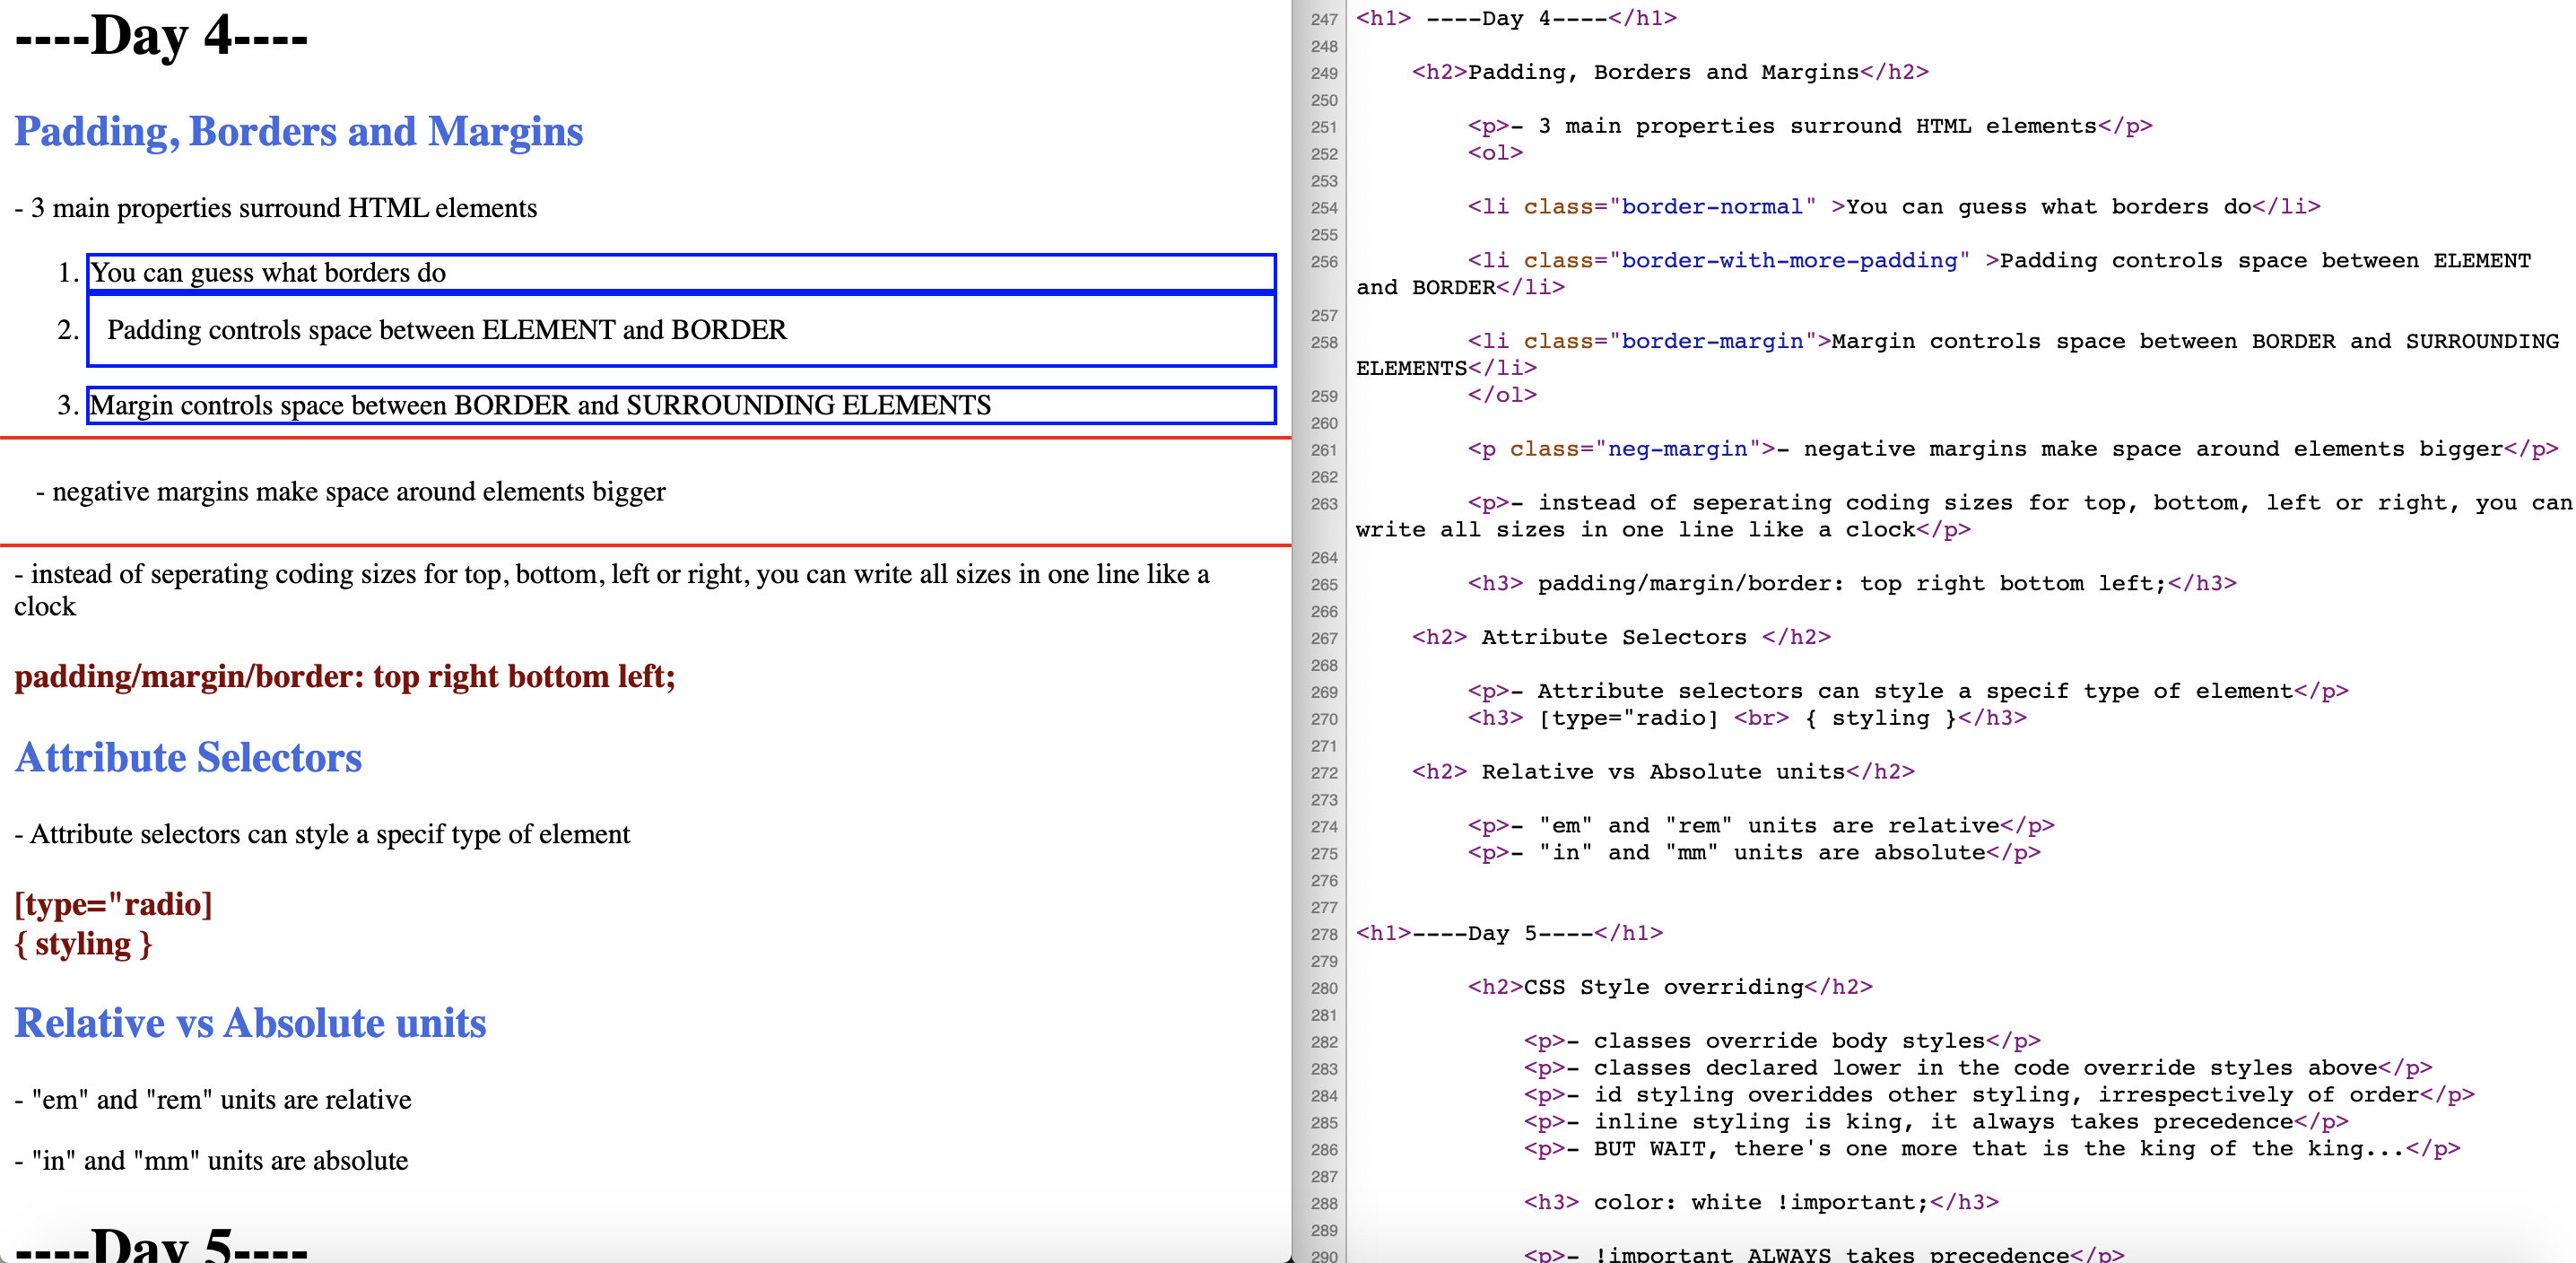 ----Day 4----
Padding, Borders and Margins
- 3 main properties surround HTML elements
1. You can guess what borders do
2. Padding controls space between ELEMENT and BORDER
3. Margin controls space between BORDER and SURROUNDING ELEMENTS
- negative margins make space around elements bigger
- instead of seperating coding sizes for top, bottom, left or right, you can write all sizes in one line like a
clock
padding/margin/border: top right bottom left;
Attribute Selectors
- Attribute selectors can style a specif type of element
[type="radio]
{ styling }
Relative vs Absolute units
- "em" and "rem" units are relative
- "in" and "mm" units are absolute
----Day 5----
247 <h1> ----Day 4----</h1>
248
249 <h2>Padding, Borders and Margins</h2>
250
251 <p>- 3 main properties surround HTML elements</p>
252 <ol>
253
254 <li class="border-normal" >You can guess what borders do</li>
255
256 <li class="border-with-more-padding" >Padding controls space between ELEMENT
and BORDER</li>
257
258 <li class="border-margin">Margin controls space between BORDER and SURROUNDING
ELEMENTS</li>
259 </ol>
260
261 <p class="neg-margin">- negative margins make space around elements bigger</p>
262
263 <p>- instead of seperating coding sizes for top, bottom, left or right, you can
write all sizes in one line like a clock</p>
264
265 <h3> padding/margin/border: top right bottom left;</h3>
266
267 <h2> Attribute Selectors </h2>
268
269 <p>- Attribute selectors can style a specif type of element</p>
270 <h3> [type="radio] <br> { styling }</h3>
271
272 <h2> Relative vs Absolute units</h2>
273
274 <p>- "em" and "rem" units are relative</p>
275 <p>- "in" and "mm" units are absolute</p>
276
277
278 <h1>----Day 5----</h1>
279
280 <h2>CSS Style overriding</h2>
281
282 <p>- classes override body styles</p>
283 <p>- classes declared lower in the code override styles above</p>
284 <p>- id styling overiddes other styling, irrespectively of order</p>
285 <p>- inline styling is king, it always takes precedence</p>
286 <p>- BUT WAIT, there's one more that is the king of the king...</p>
287
288 <h3> color: white !important;</h3>
289
290 <p>- !important ALWAYS takes precedence</p>